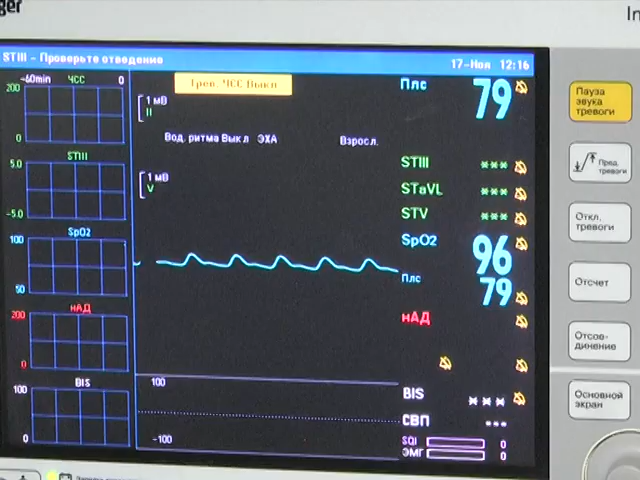 STIII – Проверьте отведение
17-Ноя 12:16
-60min ЧСС 0
200
0
Трев. ЧСС Выкл
1 мВ
II
Плс
79
Вод. ритма Выкл ЭХА
Взросл.
STIII
5.0
-5.0
1 мВ
V
STIII ***
STaVL ***
STV ***
SpO2
100
50
SpO2
96
Плс
79
нАД
200
0
нАД
BIS
100
0
100
-100
BIS ***
СВП ---
SQI 0
ЭМГ 0
Пауза
звука
тревоги
Пред.
тревоги
Откл.
тревоги
Отсчет
Отсое-
динение
Основной
экран